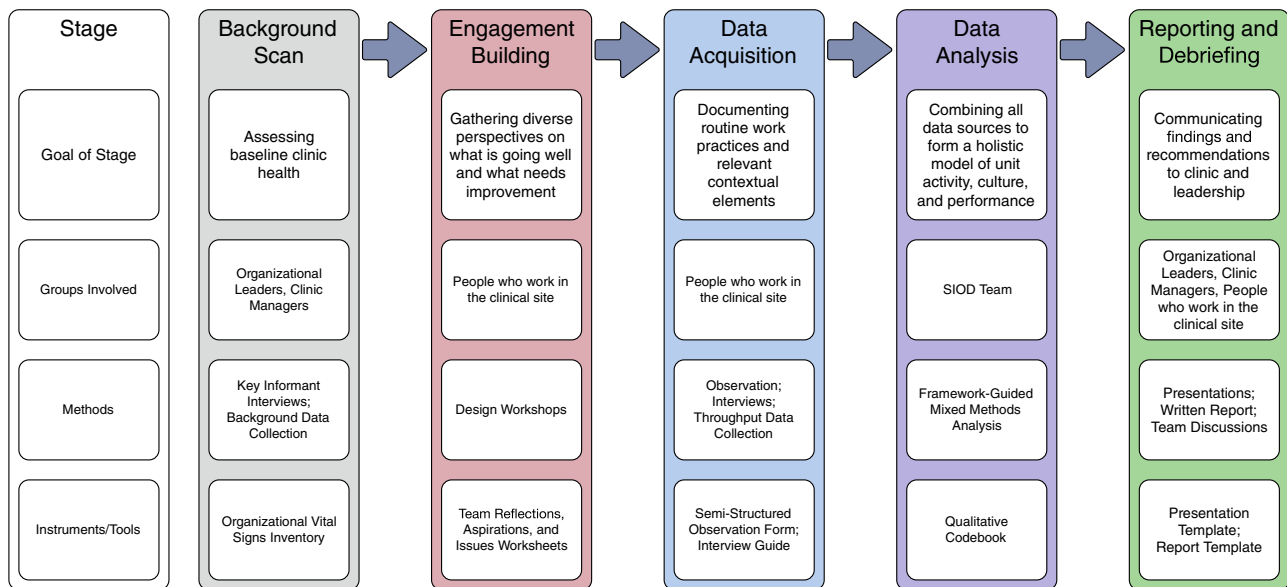 Stage
Goal of Stage
Groups Involved
Methods
Instruments/Tools
Background
Scan
Assessing
baseline clinic
health
Organizational
Leaders, Clinic
Managers
Key Informant
Interviews;
Background Data
Collection
Organizational Vital
Signs Inventory
Engagement
Building
Gathering diverse
perspectives on
what is going well
and what needs
improvement
People who work in
the clinical site
Design Workshops
Team Reflections,
Aspirations, and
Issues Worksheets
Data
Acquisition
Documenting
routine work
practices and
relevant
contextual
elements
People who work in
the clinical site
Observation;
Interviews;
Throughput Data
Collection
Semi-Structured
Observation Form;
Interview Guide
Data
Analysis
Combining all
data sources to
form a holistic
model of unit
activity, culture,
and performance
SIOD Team
Framework-Guided
Mixed Methods
Analysis
Qualitative
Codebook
Reporting and
Debriefing
Communicating
findings and
recommendations
to clinic and
leadership
Organizational
Leaders, Clinic
Managers, People
who work in the
clinical site
Presentations;
Written Report;
Team Discussions
Presentation
Template;
Report Template